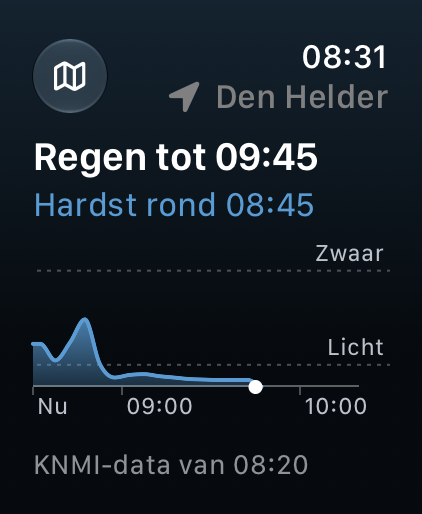 08:31
Den Helder
Regen tot 09:45
Hardst rond 08:45
Zwaar
Licht
Nu 09:00 10:00
KNMI-data van 08:20